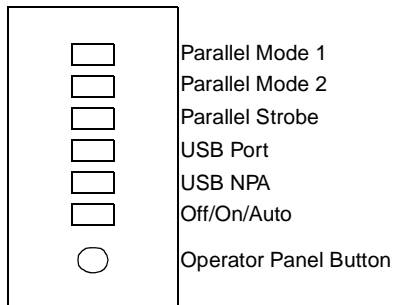 Parallel Mode 1
Parallel Mode 2
Parallel Strobe
USB Port
USB NPA
Off/On/Auto
Operator Panel Button